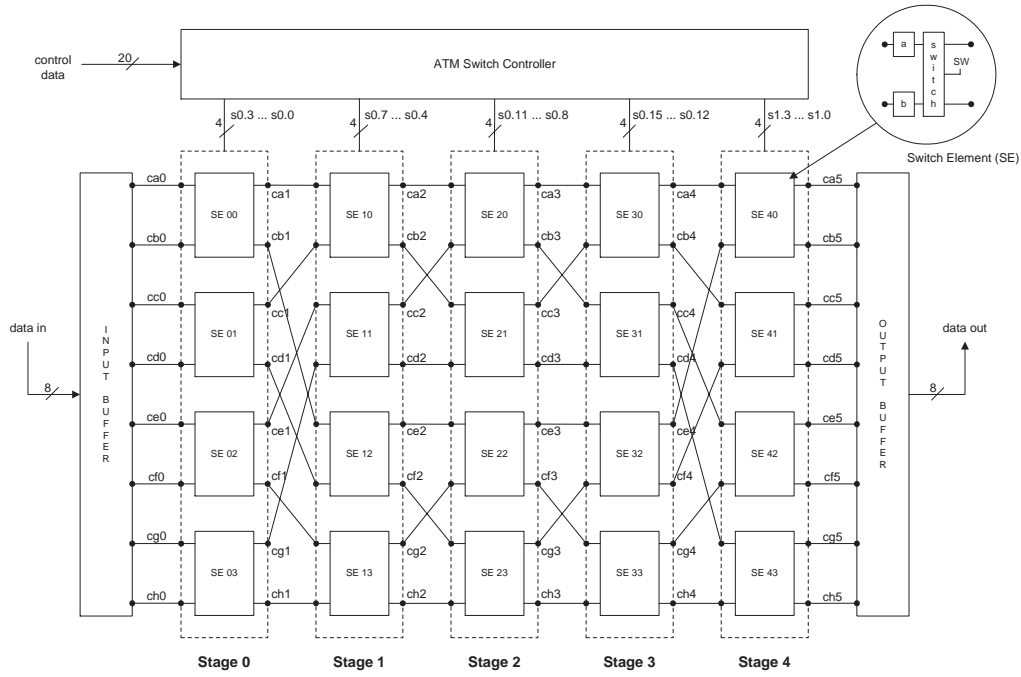 control
data
20
ATM Switch Controller
a
b
switch
SW
Switch Element (SE)
4 s0.3 ... s0.0
4 s0.7 ... s0.4
4 s0.11 ... s0.8
4 s0.15 ... s0.12
4 s1.3 ... s1.0
data in
8
INPUT BUFFER
ca0 SE 00 ca1 SE 10 ca2 SE 20 ca3 SE 30 ca4 SE 40 ca5
cb0 cb1 cb2 cb3 cb4 cb5
cc0 SE 01 cc1 SE 11 cc2 SE 21 cc3 SE 31 cc4 SE 41 cc5
cd0 cd1 cd2 cd3 cd4 cd5
ce0 SE 02 ce1 SE 12 ce2 SE 22 ce3 SE 32 ce4 SE 42 ce5
cf0 cf1 cf2 cf3 cf4 cf5
cg0 SE 03 cg1 SE 13 cg2 SE 23 cg3 SE 33 cg4 SE 43 cg5
ch0 ch1 ch2 ch3 ch4 ch5
OUTPUT BUFFER
data out
8
Stage 0 Stage 1 Stage 2 Stage 3 Stage 4